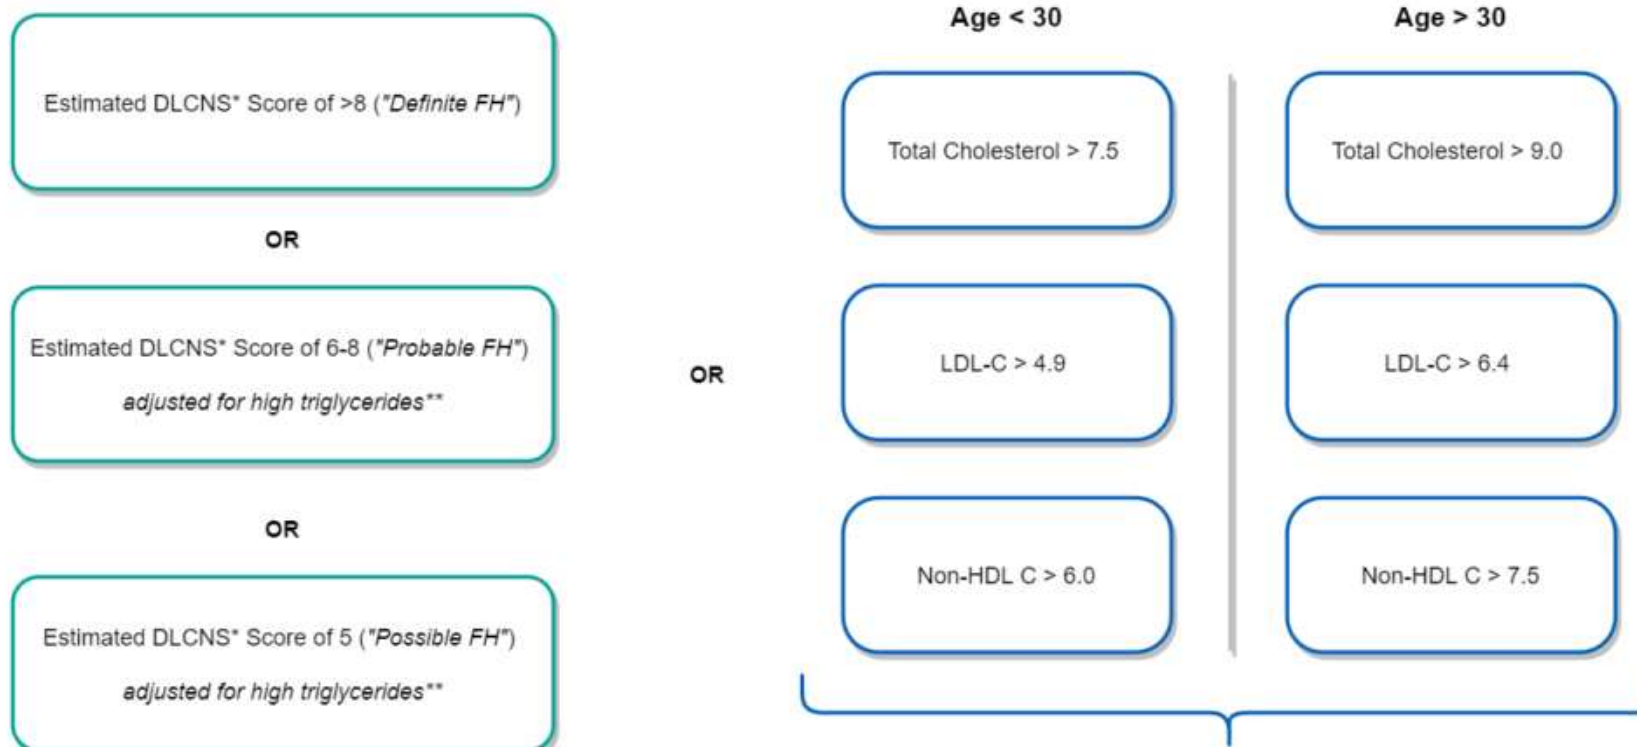 Estimated DLCNS* Score of >8 ("Definite FH")
OR
Estimated DLCNS* Score of 6-8 ("Probable FH")
adjusted for high triglycerides**
OR
Estimated DLCNS* Score of 5 ("Possible FH")
adjusted for high triglycerides**
OR
Age < 30
Age > 30
Total Cholesterol > 7.5
Total Cholesterol > 9.0
LDL-C > 4.9
LDL-C > 6.4
Non-HDL C > 6.0
Non-HDL C > 7.5